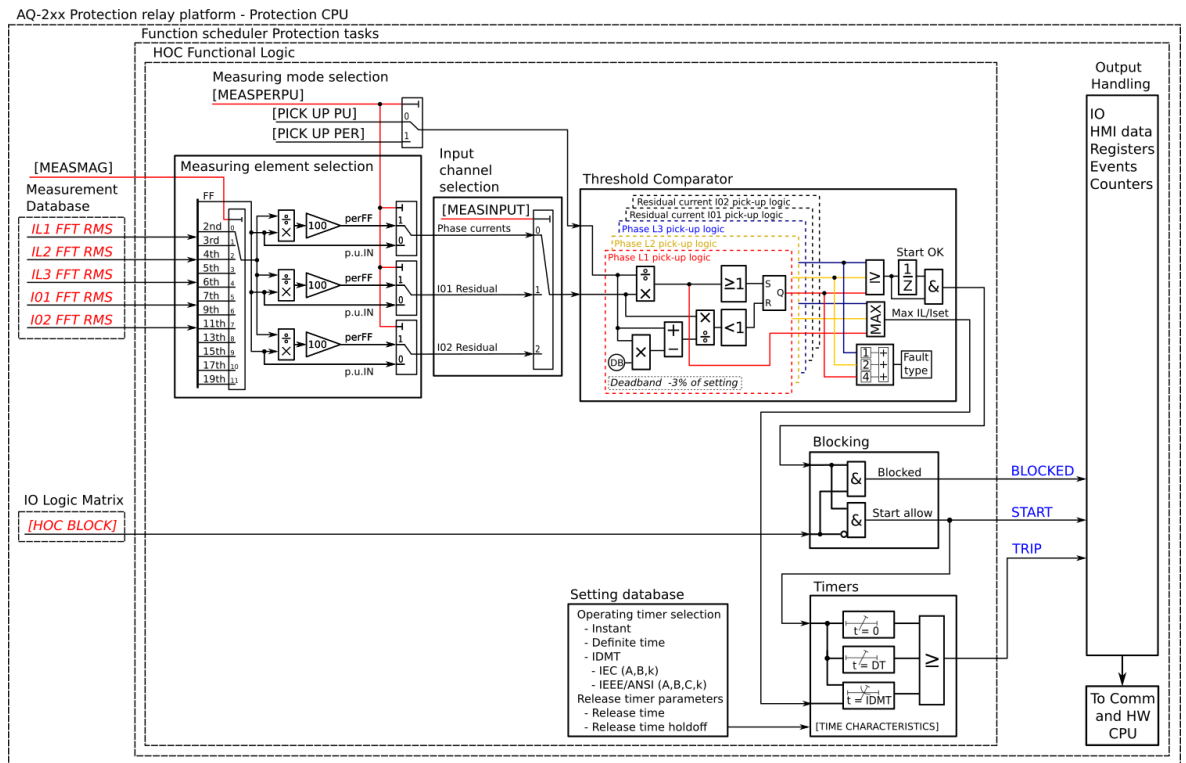 AQ-2xx Protection relay platform - Protection CPU
Function scheduler Protection tasks
HOC Functional Logic
Measuring mode selection
[MEASPERPU]
[PICK UP PU]
0
[PICK UP PER]
1
[MEASMAG]
Measurement
Database
IL1 FFT RMS
IL2 FFT RMS
IL3 FFT RMS
I01 FFT RMS
I02 FFT RMS
Measuring element selection
FF
2nd
0
3rd
1
4th
2
5th
3
6th
4
7th
5
9th
6
11th
7
13th
8
15th
9
17th
10
19th
11
÷
×
100
perFF
p.u.IN
1
0
÷
×
100
perFF
p.u.IN
1
0
÷
×
100
perFF
p.u.IN
1
0
Input
channel
selection
[MEASINPUT]
Phase currents
0
I01 Residual
1
I02 Residual
2
Threshold Comparator
Residual current I02 pick-up logic
Residual current I01 pick-up logic
Phase L3 pick-up logic
Phase L2 pick-up logic
Phase L1 pick-up logic
÷
×
≥1
S
Q
R
×
÷
<1
+
−
×
DB
Deadband -3% of setting
≥
Start OK
1
Z
&
MAX
Max IL/Iset
1 +
2 +
4 +
Fault
type
Blocking
&
Blocked
&
Start allow
BLOCKED
START
TRIP
IO Logic Matrix
[HOC BLOCK]
Setting database
Operating timer selection
- Instant
- Definite time
- IDMT
- IEC (A,B,k)
- IEEE/ANSI (A,B,C,k)
Release timer parameters
- Release time
- Release time holdoff
Timers
t = 0
t = DT
t = IDMT
≥
[TIME CHARACTERISTICS]
Output
Handling
IO
HMI data
Registers
Events
Counters
To Comm
and HW
CPU